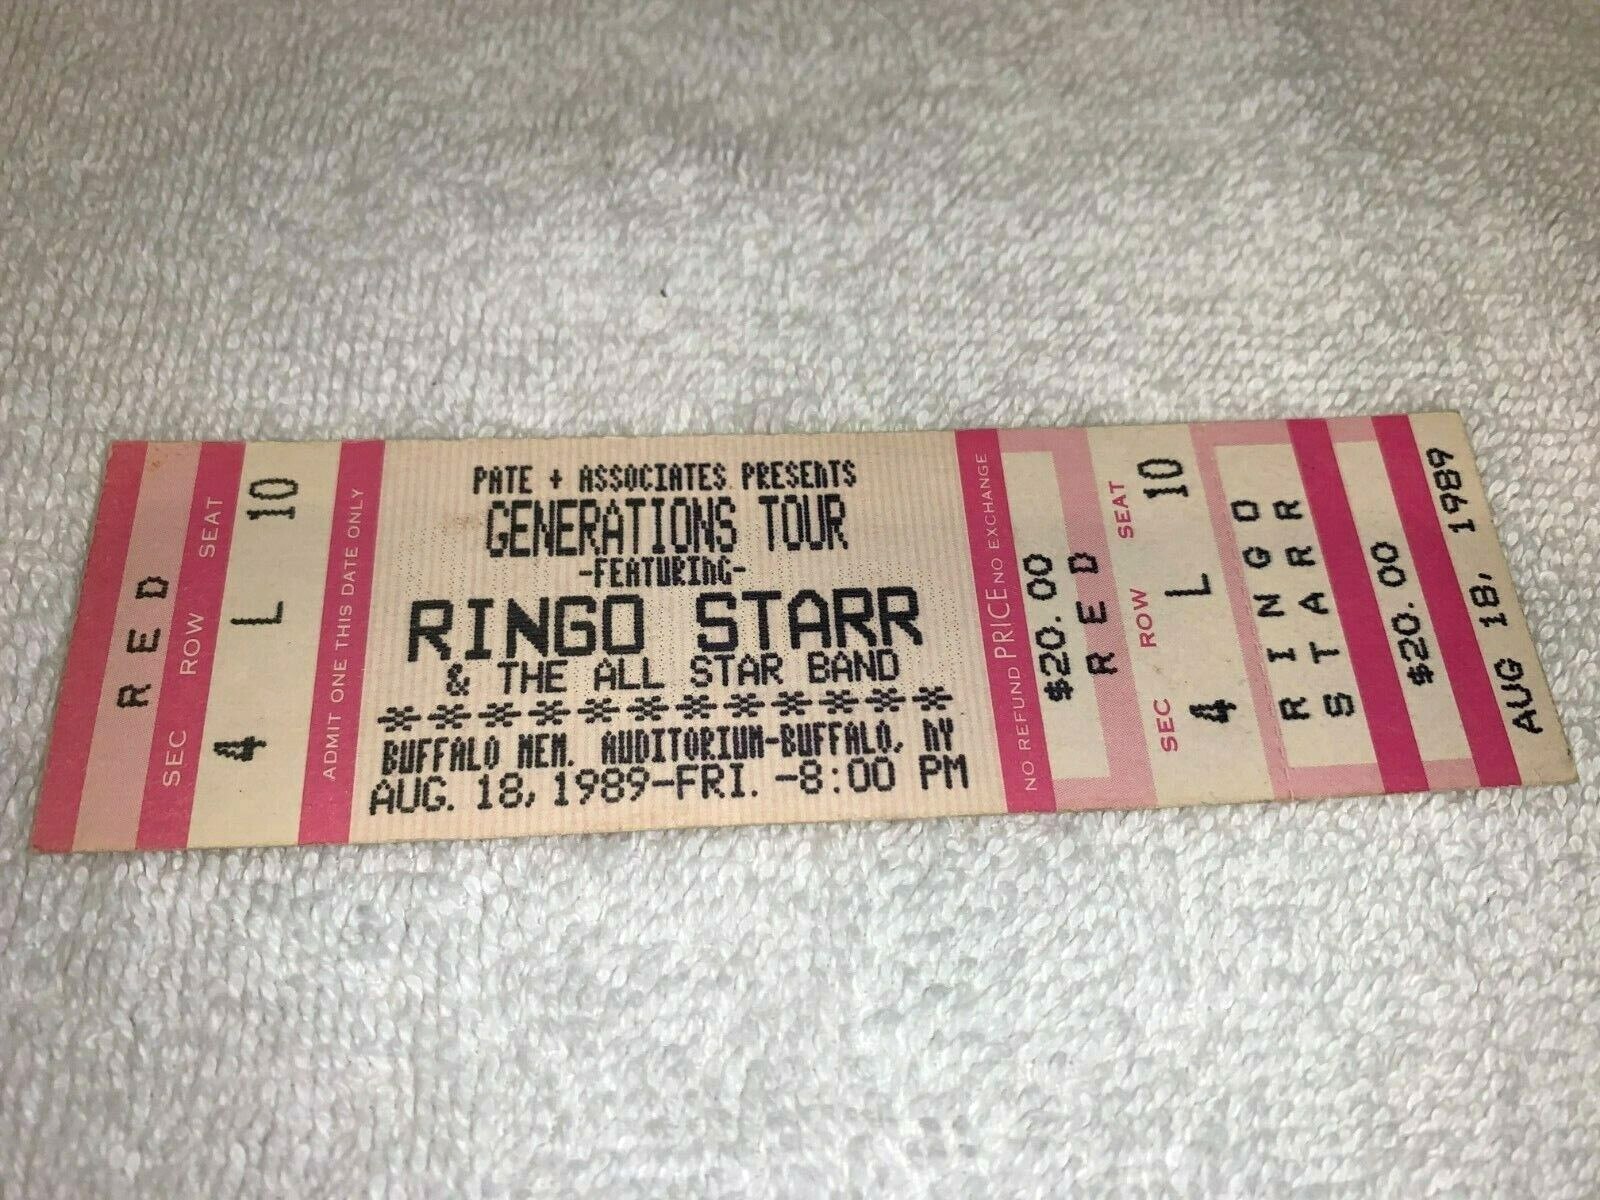 RED
SEC ROW SEAT
4 L 10
ADMIT ONE THIS DATE ONLY
PATE + ASSOCIATES PRESENTS
GENERATIONS TOUR
-FEATURING-
RINGO STARR
& THE ALL STAR BAND
************
BUFFALO MEM. AUDITORIUM-BUFFALO, NY
AUG. 18, 1989-FRI. -8:00 PM
NO REFUND PRICE NO EXCHANGE
$20.00
RED
SEC ROW SEAT
4 L 10
RINGO
STARR
$20.00
AUG 18, 1989